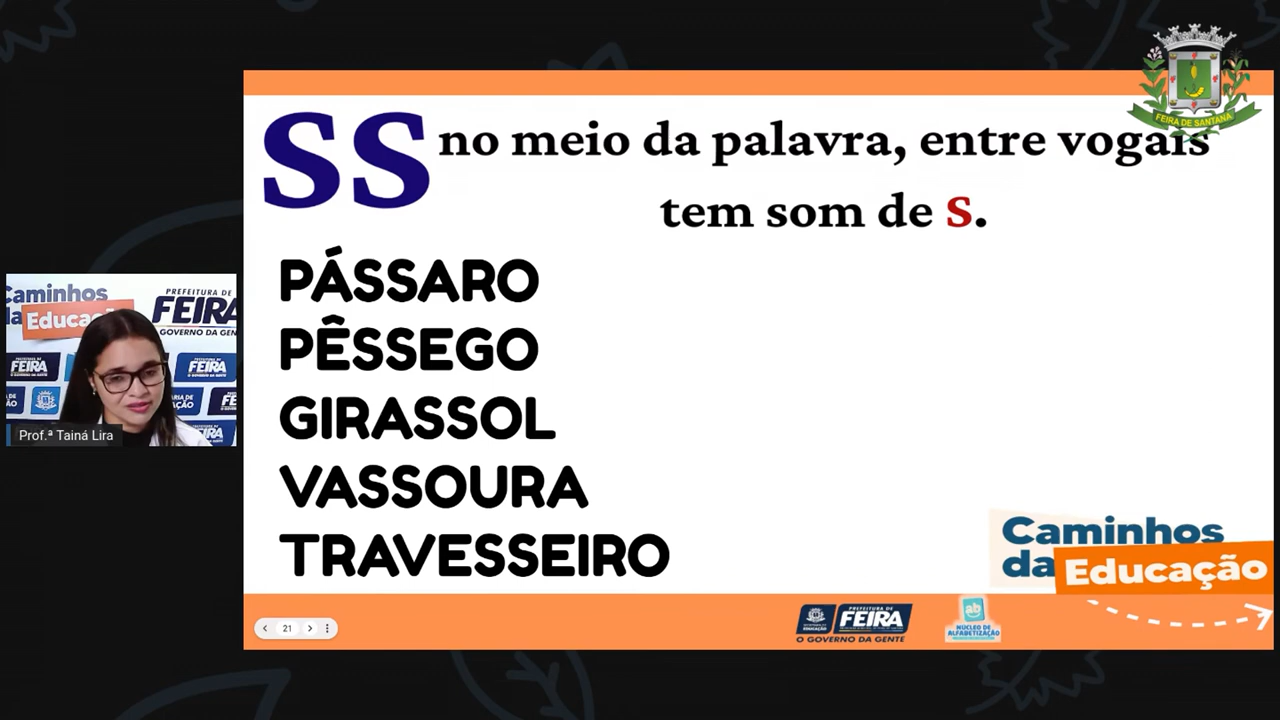 FEIRA DE SANTANA
SS no meio da palavra, entre vogais
tem som de s.
PÁSSARO
PÊSSEGO
GIRASSOL
VASSOURA
TRAVESSEIRO
Caminhos
da Educação
PREFEITURA DE
FEIRA
O GOVERNO DA GENTE
Prof.ª Tainá Lira
Caminhos
da Educação
21
EDUCAÇÃO
PREFEITURA DE
FEIRA
O GOVERNO DA GENTE
ab
NÚCLEO DE
ALFABETIZAÇÃO